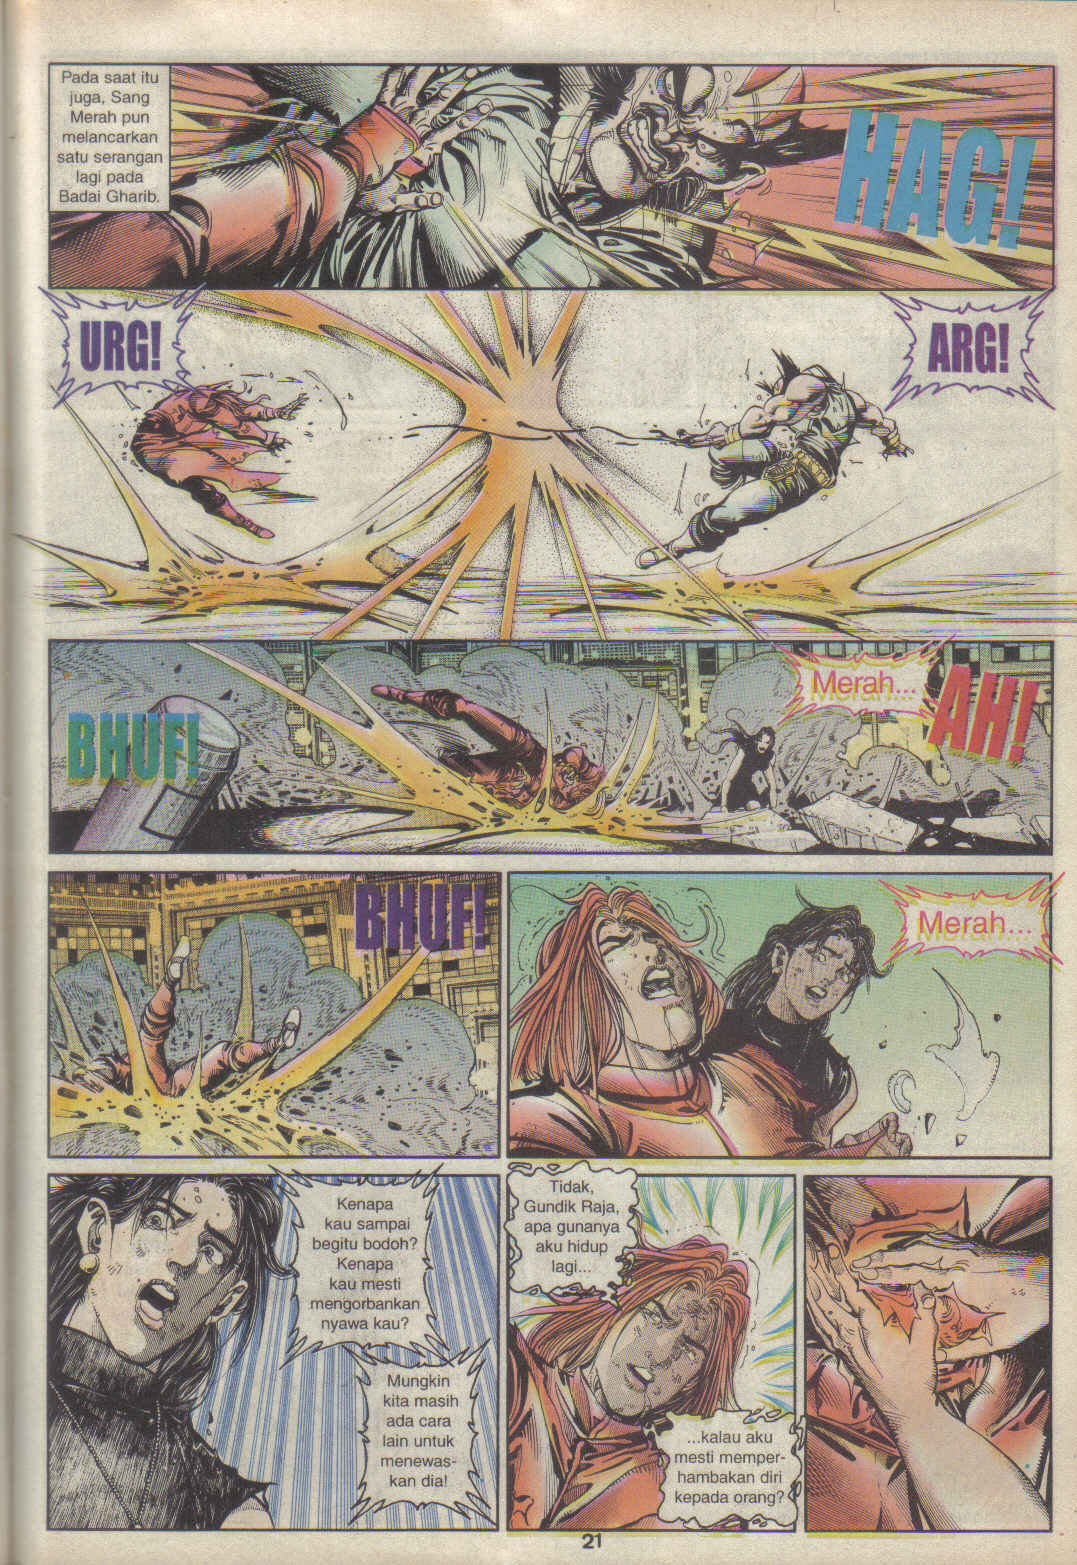 Pada saat itu
juga, Sang
Merah pun
melancarkan
satu serangan
lagi pada
Badai Gharib.
HAG!
URG!
ARG!
BHUF!
Merah...
AH!
BHUF!
Merah...
Kenapa
kau sampai
begitu bodoh?
Kenapa
kau mesti
mengorbankan
nyawa kau?
Mungkin
kita masih
ada cara
lain untuk
menewas-
kan dia!
Tidak,
Gundik Raja,
apa gunanya
aku hidup
lagi...
...kalau aku
mesti memper-
hambakan diri
kepada orang?
21